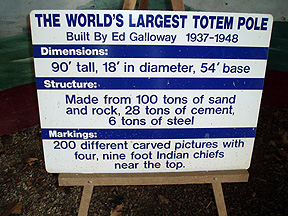 THE WORLD'S LARGEST TOTEM POLE
Built By Ed Galloway 1937-1948
Dimensions:
90' tall, 18' in diameter, 54' base
Structure:
Made from 100 tons of sand
and rock, 28 tons of cement,
6 tons of steel
Markings:
200 different carved pictures with
four, nine foot Indian chiefs
near the top.